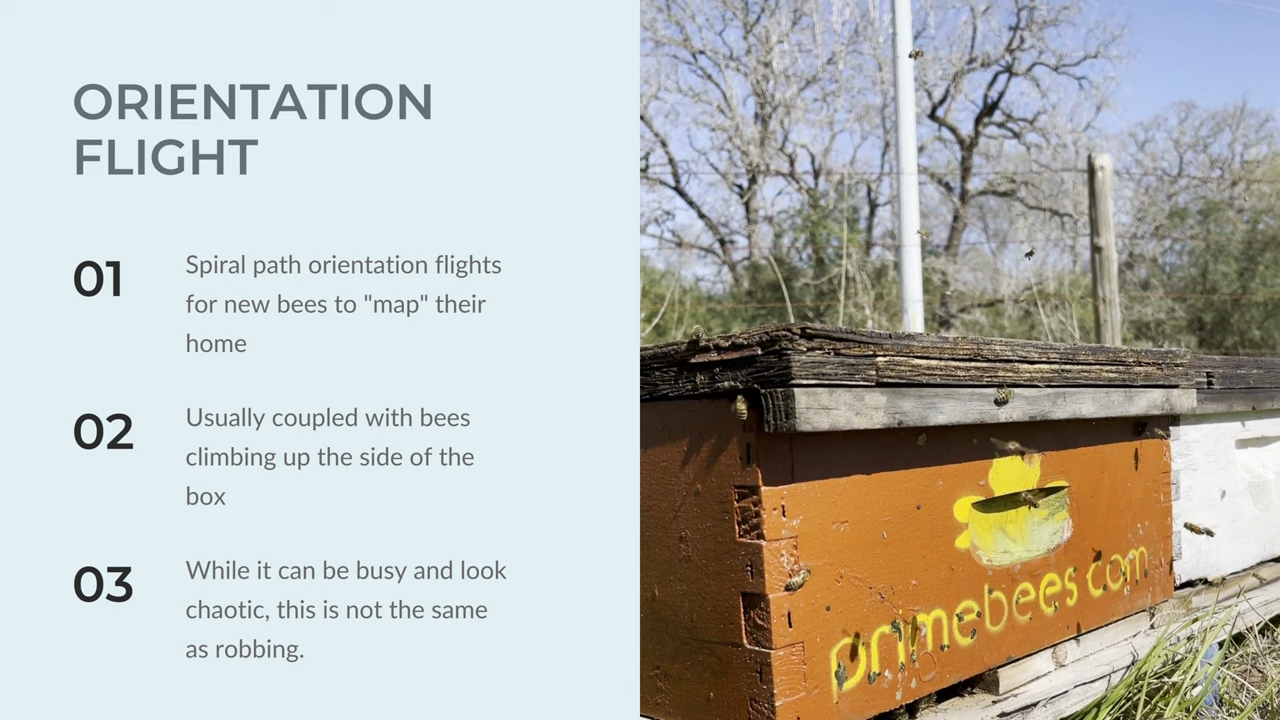 ORIENTATION
FLIGHT
01
Spiral path orientation flights
for new bees to "map" their
home
02
Usually coupled with bees
climbing up the side of the
box
03
While it can be busy and look
chaotic, this is not the same
as robbing.
primebees.com